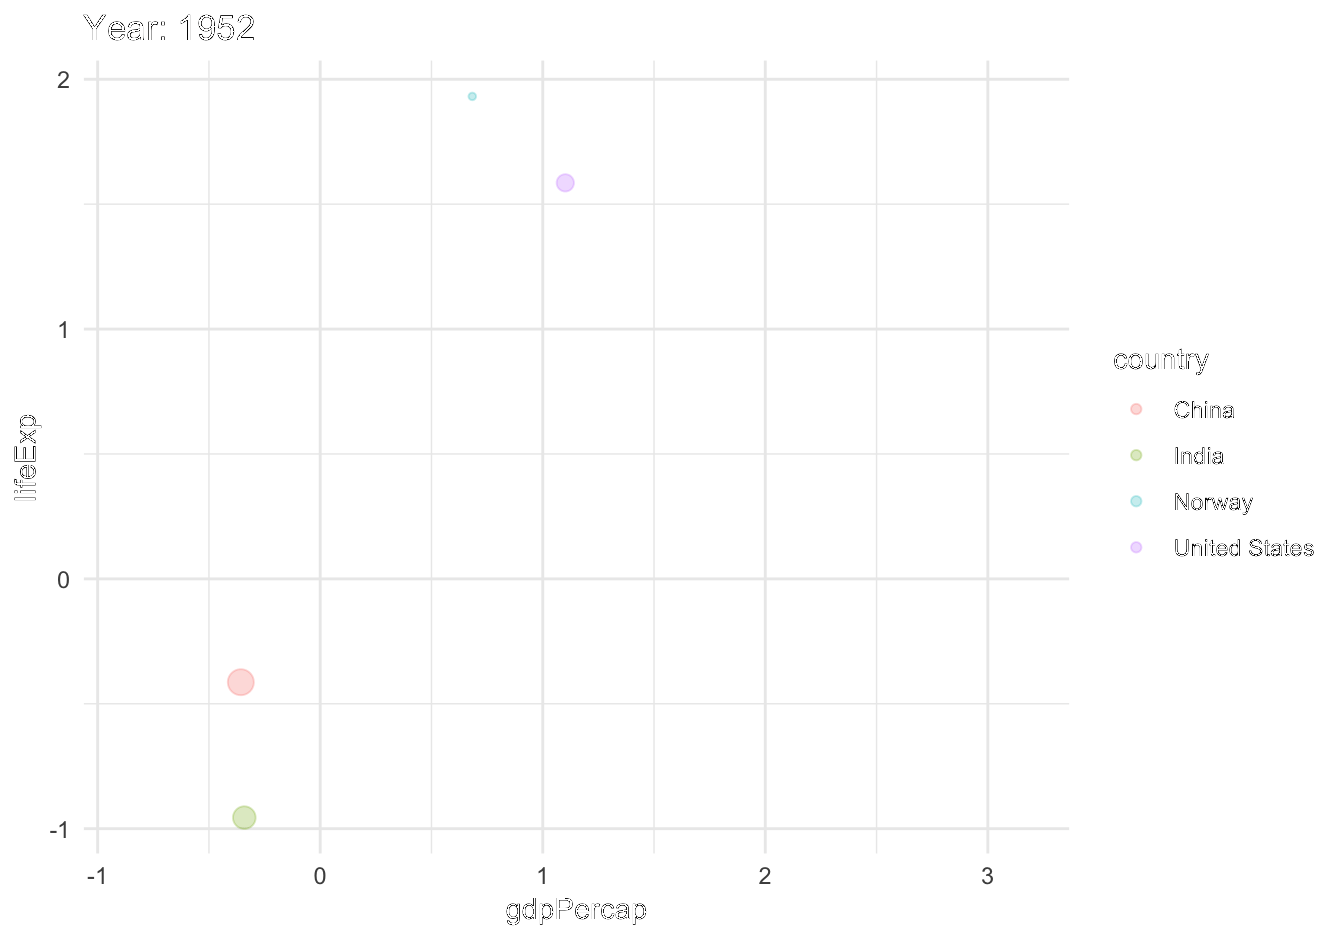 Year: 1952
2
1
0
-1
lifeExp
-1 0 1 2 3
gdpPercap
country
China
India
Norway
United States